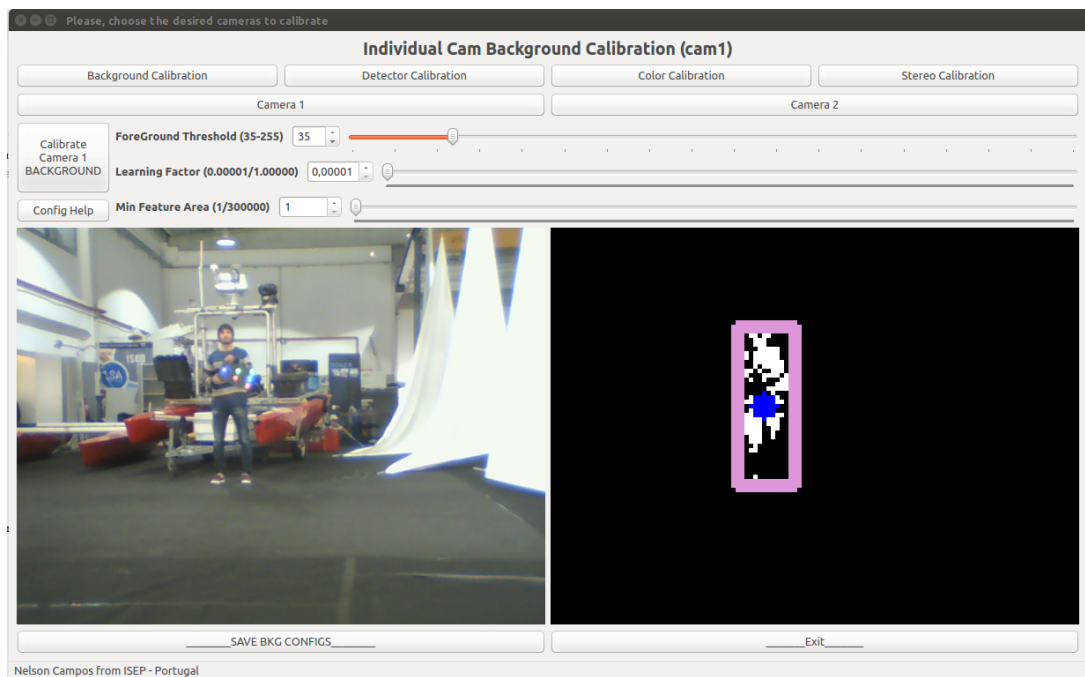 Please, choose the desired cameras to calibrate
Individual Cam Background Calibration (cam1)
Background Calibration
Detector Calibration
Color Calibration
Stereo Calibration
Camera 1
Camera 2
Calibrate
Camera 1
BACKGROUND
ForeGround Threshold (35-255)
35
Learning Factor (0.00001/1.00000)
0,00001
Config Help
Min Feature Area (1/300000)
1
LSA
isep
_______SAVE BKG CONFIGS_______
______Exit______
Nelson Campos from ISEP - Portugal